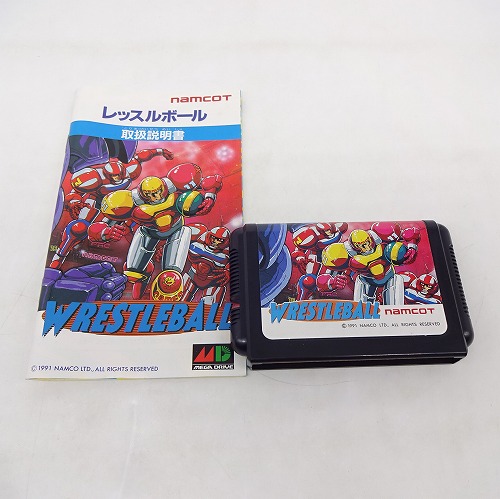 namcoT
レッスルボール
取扱説明書
WRESTLEBALL
MD
MEGA DRIVE
©1991 NAMCO LTD., ALL RIGHTS RESERVED
WRESTLEBALL
namcoT
©1991 NAMCO LTD., ALL RIGHTS RESERVED